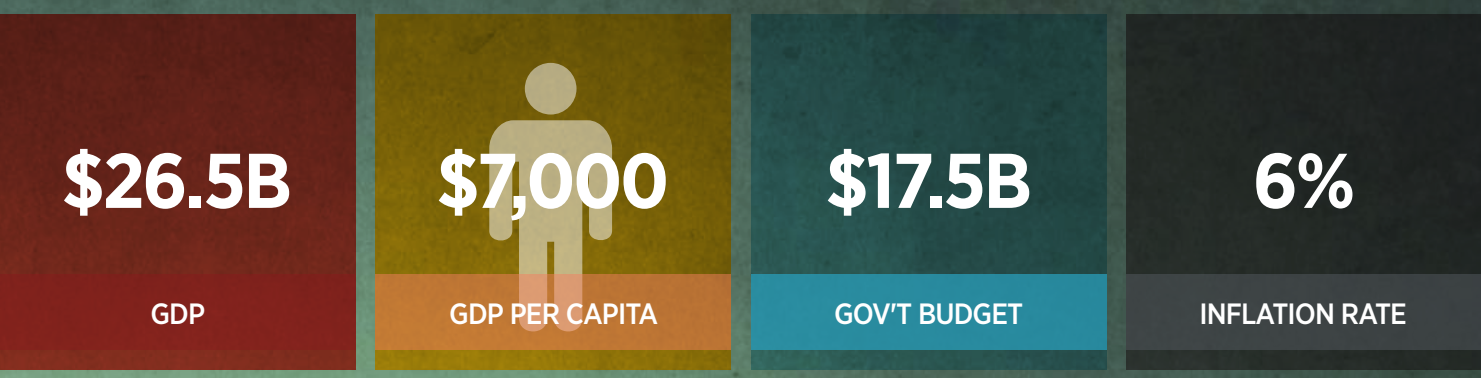 $26.5B
GDP
$7,000
GDP PER CAPITA
$17.5B
GOV'T BUDGET
6%
INFLATION RATE